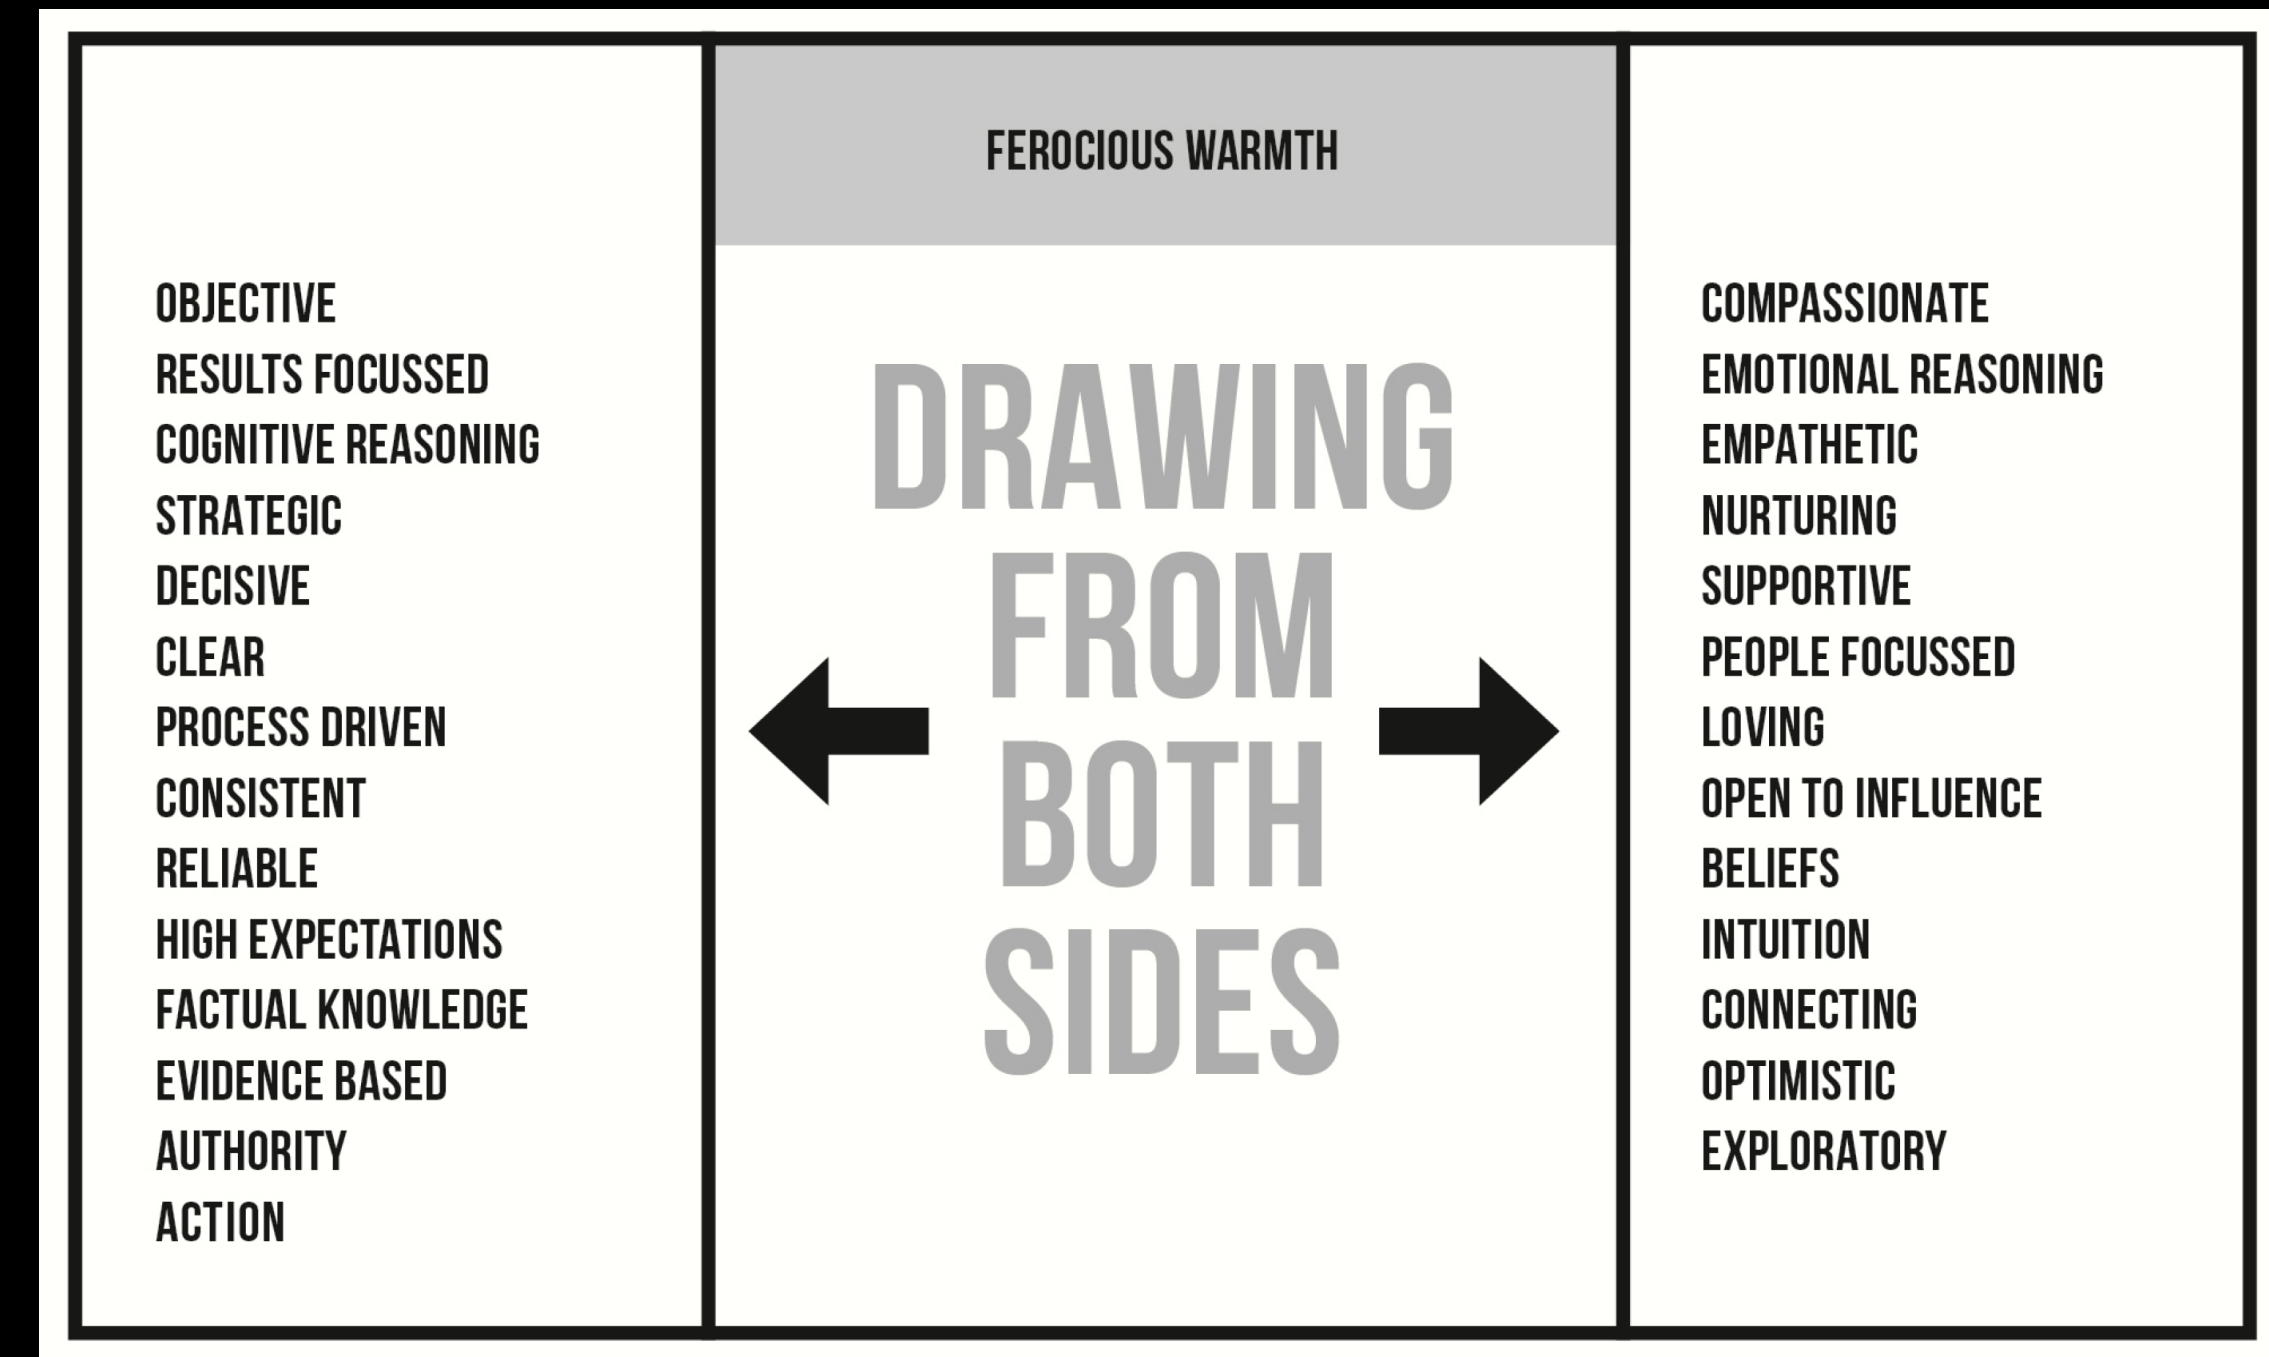 OBJECTIVE
RESULTS FOCUSSED
COGNITIVE REASONING
STRATEGIC
DECISIVE
CLEAR
PROCESS DRIVEN
CONSISTENT
RELIABLE
HIGH EXPECTATIONS
FACTUAL KNOWLEDGE
EVIDENCE BASED
AUTHORITY
ACTION
FEROCIOUS WARMTH
DRAWING
FROM
BOTH
SIDES
COMPASSIONATE
EMOTIONAL REASONING
EMPATHETIC
NURTURING
SUPPORTIVE
PEOPLE FOCUSSED
LOVING
OPEN TO INFLUENCE
BELIEFS
INTUITION
CONNECTING
OPTIMISTIC
EXPLORATORY